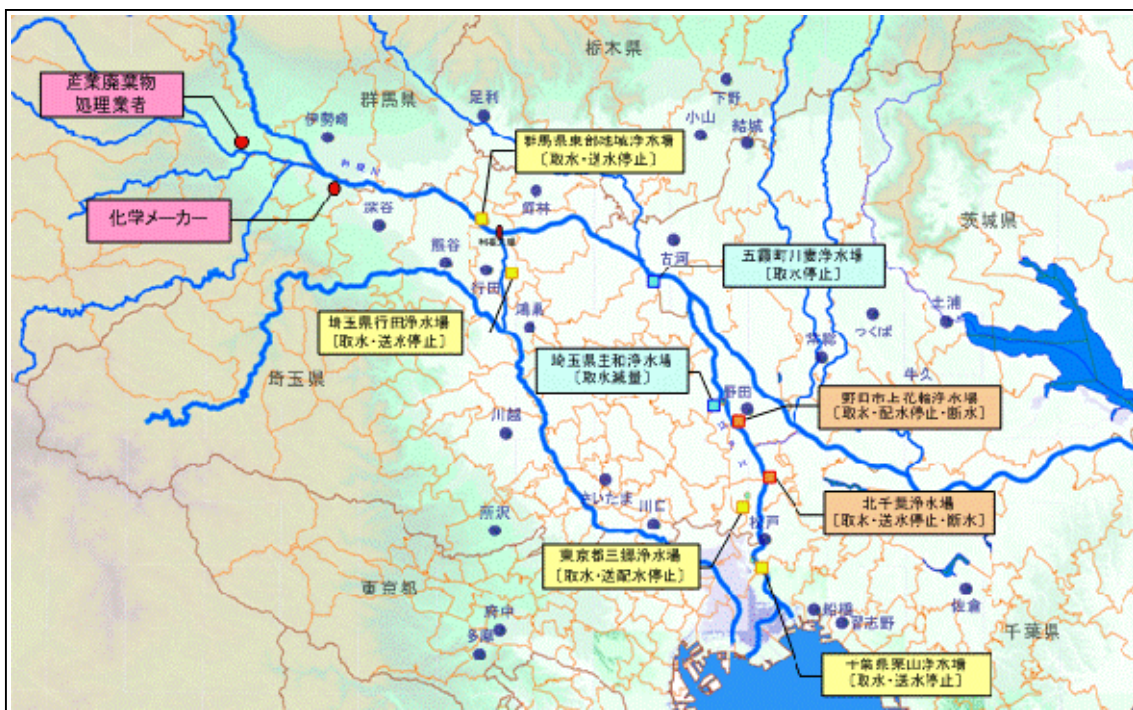 栃木県
産業廃棄物
処理業者
群馬県
足利
下野
伊勢崎
小山
結城
群馬県東部地域浄水場
[取水・送水停止]
化学メーカー
深谷
館林
茨城県
熊谷
古河
五霞町川妻浄水場
[取水停止]
行田
土浦
つくば
鴻巣
埼玉県行田浄水場
[取水・送水停止]
常総
埼玉県
埼玉県庄和浄水場
[取水減量]
牛久
野田
野田市上花輪浄水場
[取水・配水停止・断水]
川越
さいたま
川口
北千葉浄水場
[取水・送水停止・断水]
所沢
松戸
東京都三郷浄水場
[取水・送配水停止]
東京都
府中
多摩
船橋
習志野
佐倉
千葉県
千葉県栗山浄水場
[取水・送水停止]